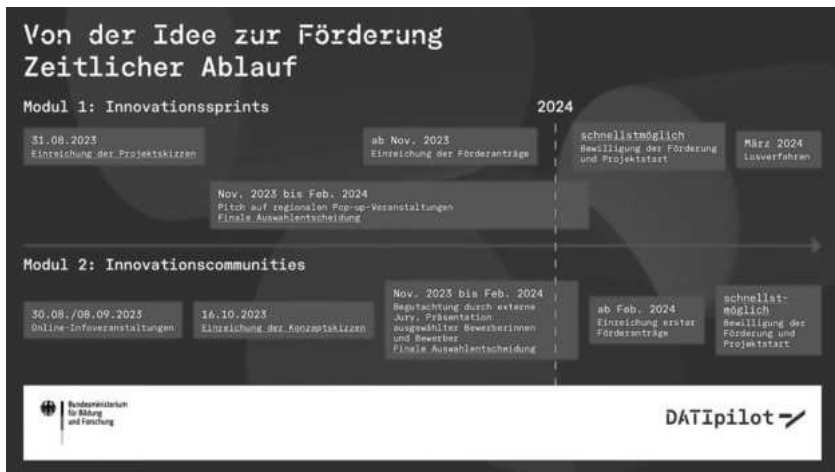 Von der Idee zur Förderung
Zeitlicher Ablauf
Modul 1: Innovationssprints
2024
31.08.2023
Einreichung der Projektskizzen
ab Nov. 2023
Einreichung der Förderanträge
schnellstmöglich
Bewilligung der Förderung
und Projektstart
März 2024
Losverfahren
Nov. 2023 bis Feb. 2024
Pitch auf regionalen Pop-up-Veranstaltungen
Finale Auswahlentscheidung
Modul 2: Innovationscommunities
30.08./08.09.2023
Online-Infoveranstaltungen
16.10.2023
Einreichung der Konzeptskizzen
Nov. 2023 bis Feb. 2024
Begutachtung durch externe
Jury, Präsentation
ausgewählter Bewerberinnen
und Bewerber
Finale Auswahlentscheidung
ab Feb. 2024
Einreichung erster
Förderanträge
schnellst-
möglich
Bewilligung der
Förderung und
Projektstart
Bundesministerium
für Bildung
und Forschung
DATIpilot